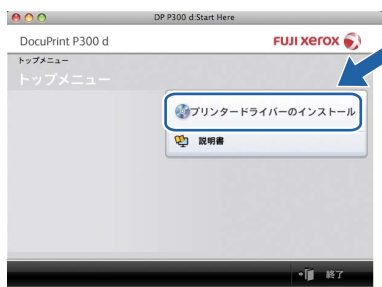 DP P300 d:Start Here
DocuPrint P300 d
FUJI xerox
トップメニュー
トップメニュー
プリンタードライバーのインストール
説明書
終了